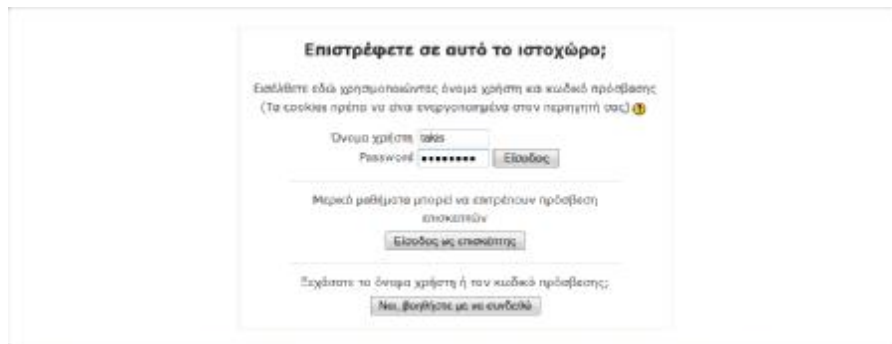 Επιστρέφετε σε αυτό το ιστοχώρο;
Εισέλθετε εδώ χρησιμοποιώντας όνομα χρήστη και κωδικό πρόσβασης
(Τα cookies πρέπει να είναι ενεργοποιημένα στον περιηγητή σας) ?
Όνομα χρήστη takis
Password •••••••• Είσοδος
Μερικά μαθήματα μπορεί να επιτρέπουν πρόσβαση
επισκεπτών
Είσοδος ως επισκέπτης
Ξεχάσατε το όνομα χρήστη ή τον κωδικό πρόσβασης;
Ναι, βοηθήστε με να συνδεθώ